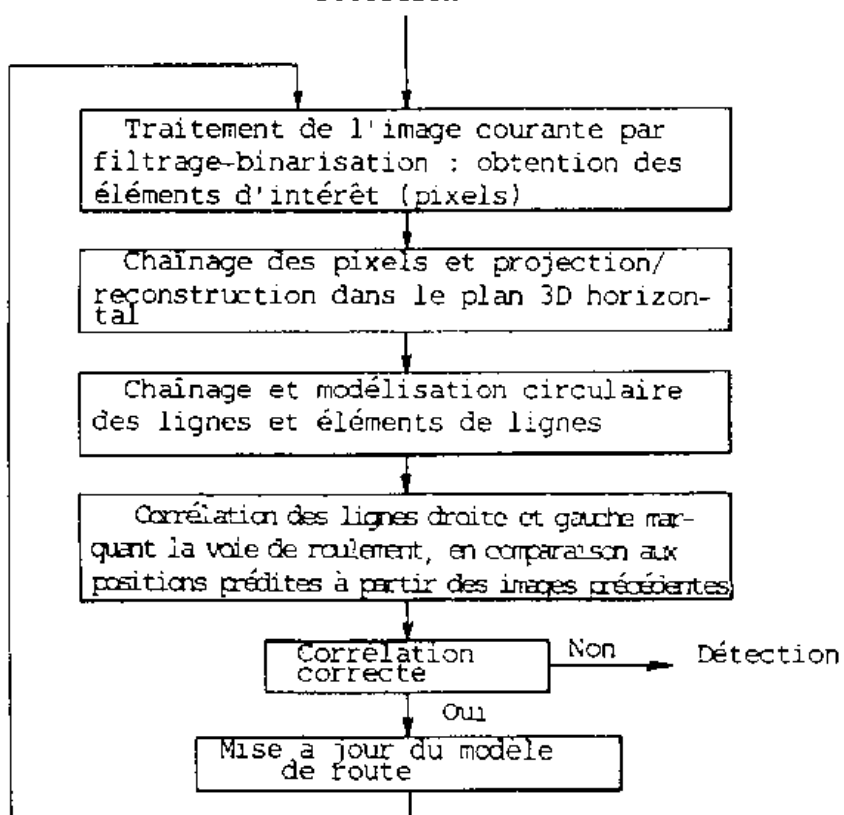 Traitement de l'image courante par
filtrage-binarisation : obtention des
éléments d'intérêt (pixels)
Chaînage des pixels et projection/
reconstruction dans le plan 3D horizon-
tal
Chaînage et modélisation circulaire
des lignes et éléments de lignes
Corrélation des lignes droite et gauche mar-
quant la voie de roulement, en comparaison aux
positions prédites à partir des images précédentes
Corrélation
correcte
Non
Détection
Oui
Mise a jour du modèle
de route